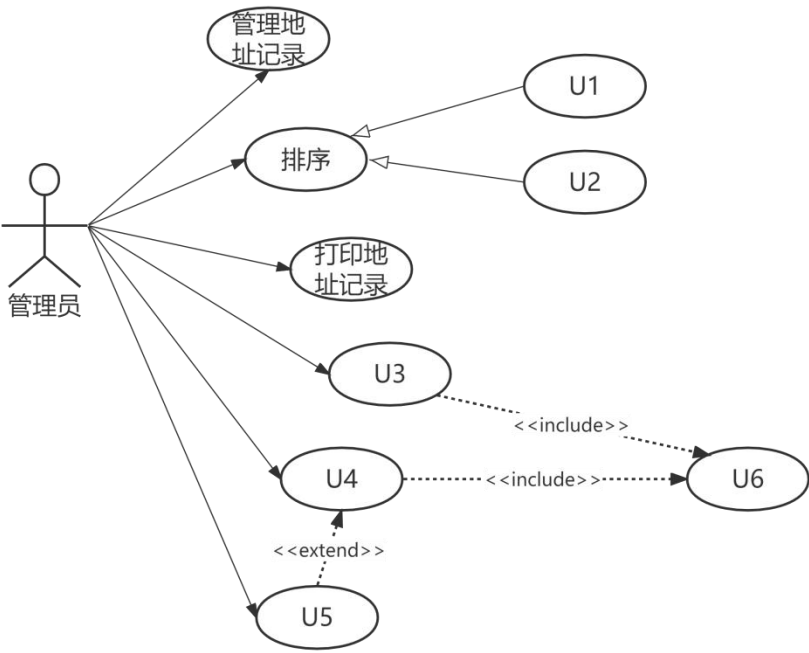 管理地
址记录
U1
排序
U2
打印地
址记录
管理员
U3
<<include>>
U4
<<include>>
U6
<<extend>>
U5